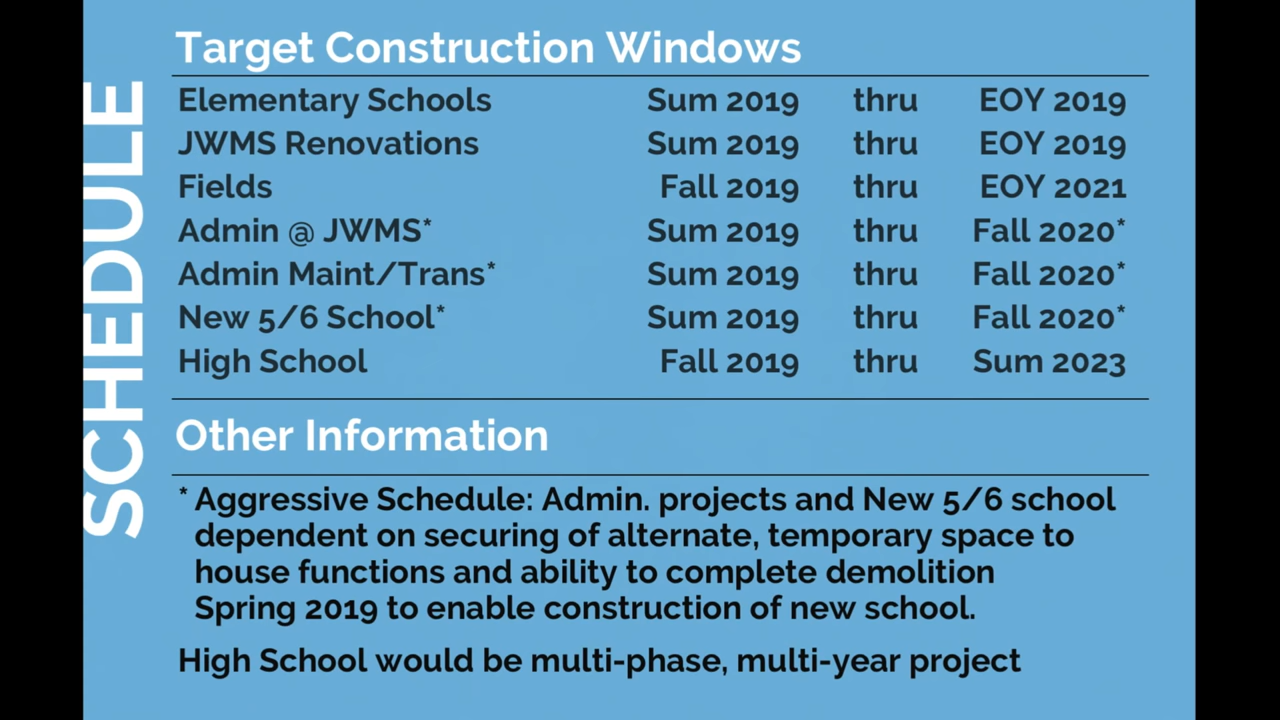 SCHEDULE
Target Construction Windows
Elementary Schools Sum 2019 thru EOY 2019
JWMS Renovations Sum 2019 thru EOY 2019
Fields Fall 2019 thru EOY 2021
Admin @ JWMS* Sum 2019 thru Fall 2020*
Admin Maint/Trans* Sum 2019 thru Fall 2020*
New 5/6 School* Sum 2019 thru Fall 2020*
High School Fall 2019 thru Sum 2023
Other Information
* Aggressive Schedule: Admin. projects and New 5/6 school
dependent on securing of alternate, temporary space to
house functions and ability to complete demolition
Spring 2019 to enable construction of new school.
High School would be multi-phase, multi-year project